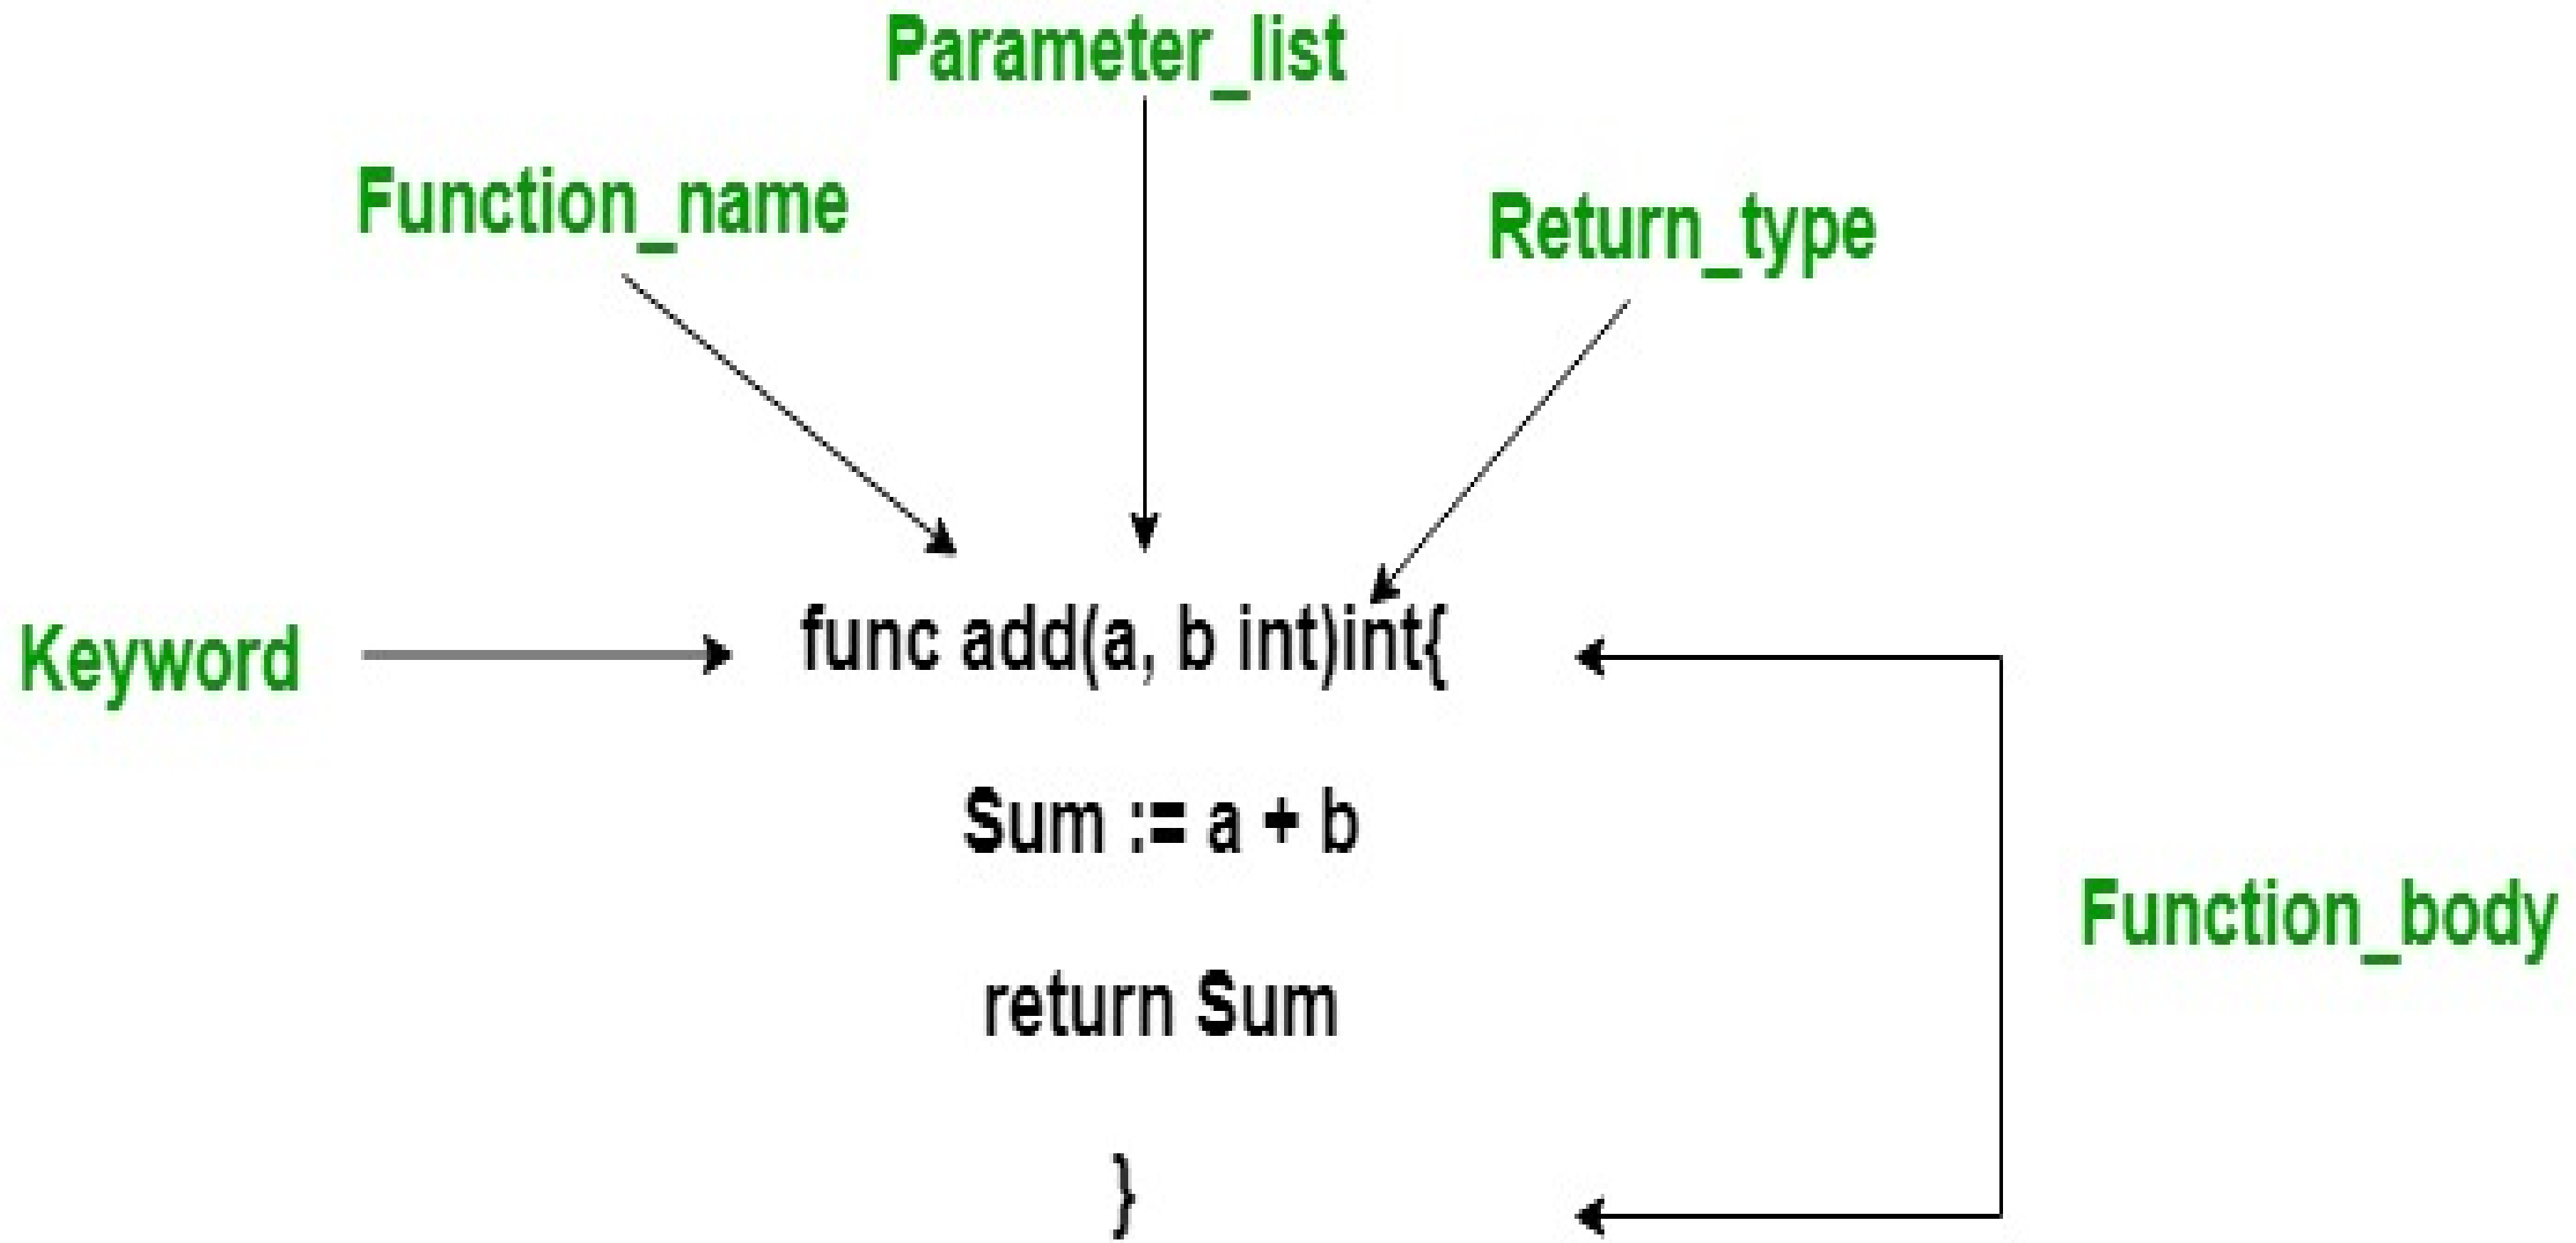 Parameter_list
Function_name
Return_type
Keyword
func add(a, b int)int{
Sum := a + b
Function_body
return Sum
}